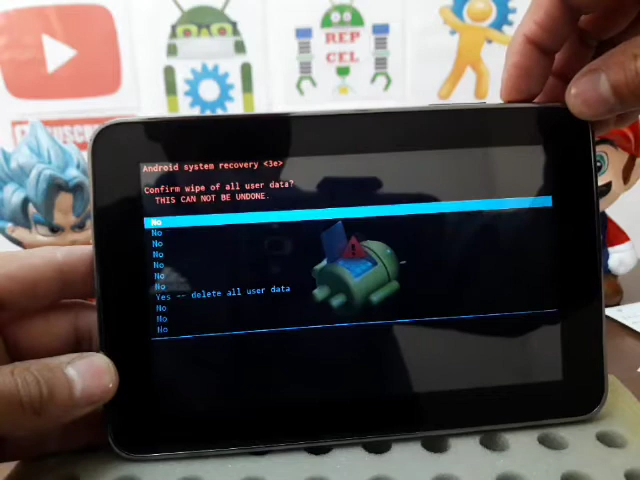 REP
CEL
Android system recovery <3e>
Confirm wipe of all user data?
THIS CAN NOT BE UNDONE.
No
No
No
No
No
No
No
Yes -- delete all user data
No
No
No